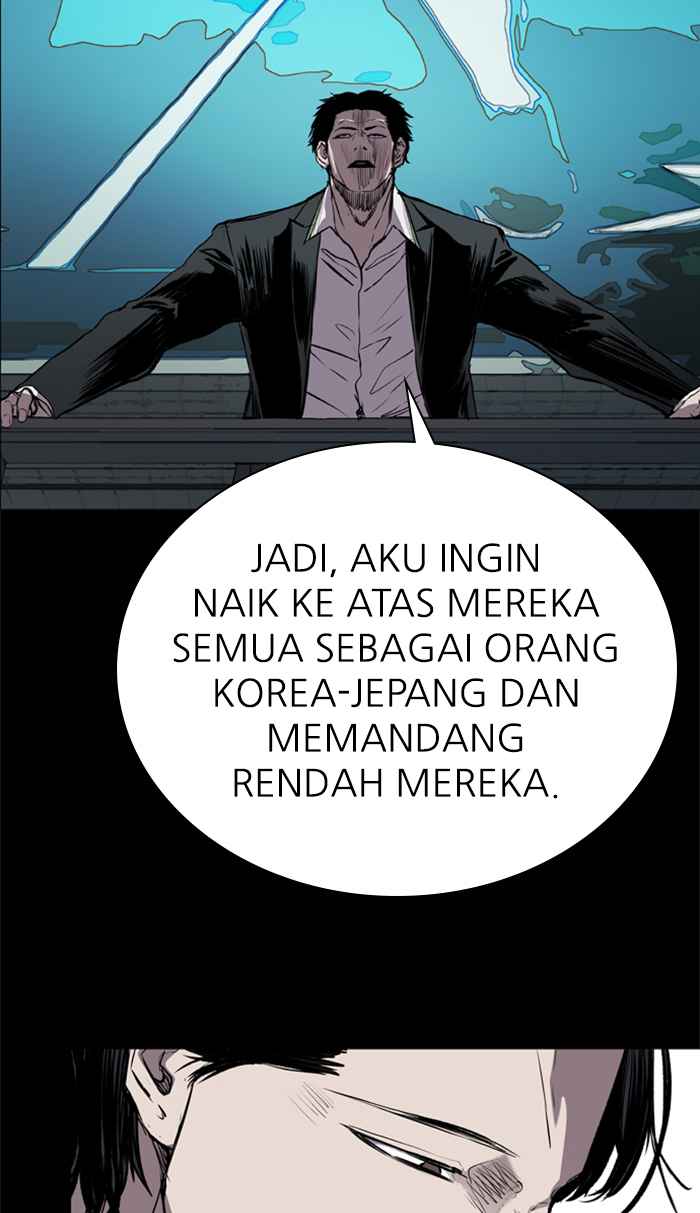 JADI, AKU INGIN
NAIK KE ATAS MEREKA
SEMUA SEBAGAI ORANG
KOREA-JEPANG DAN
MEMANDANG
RENDAH MEREKA.